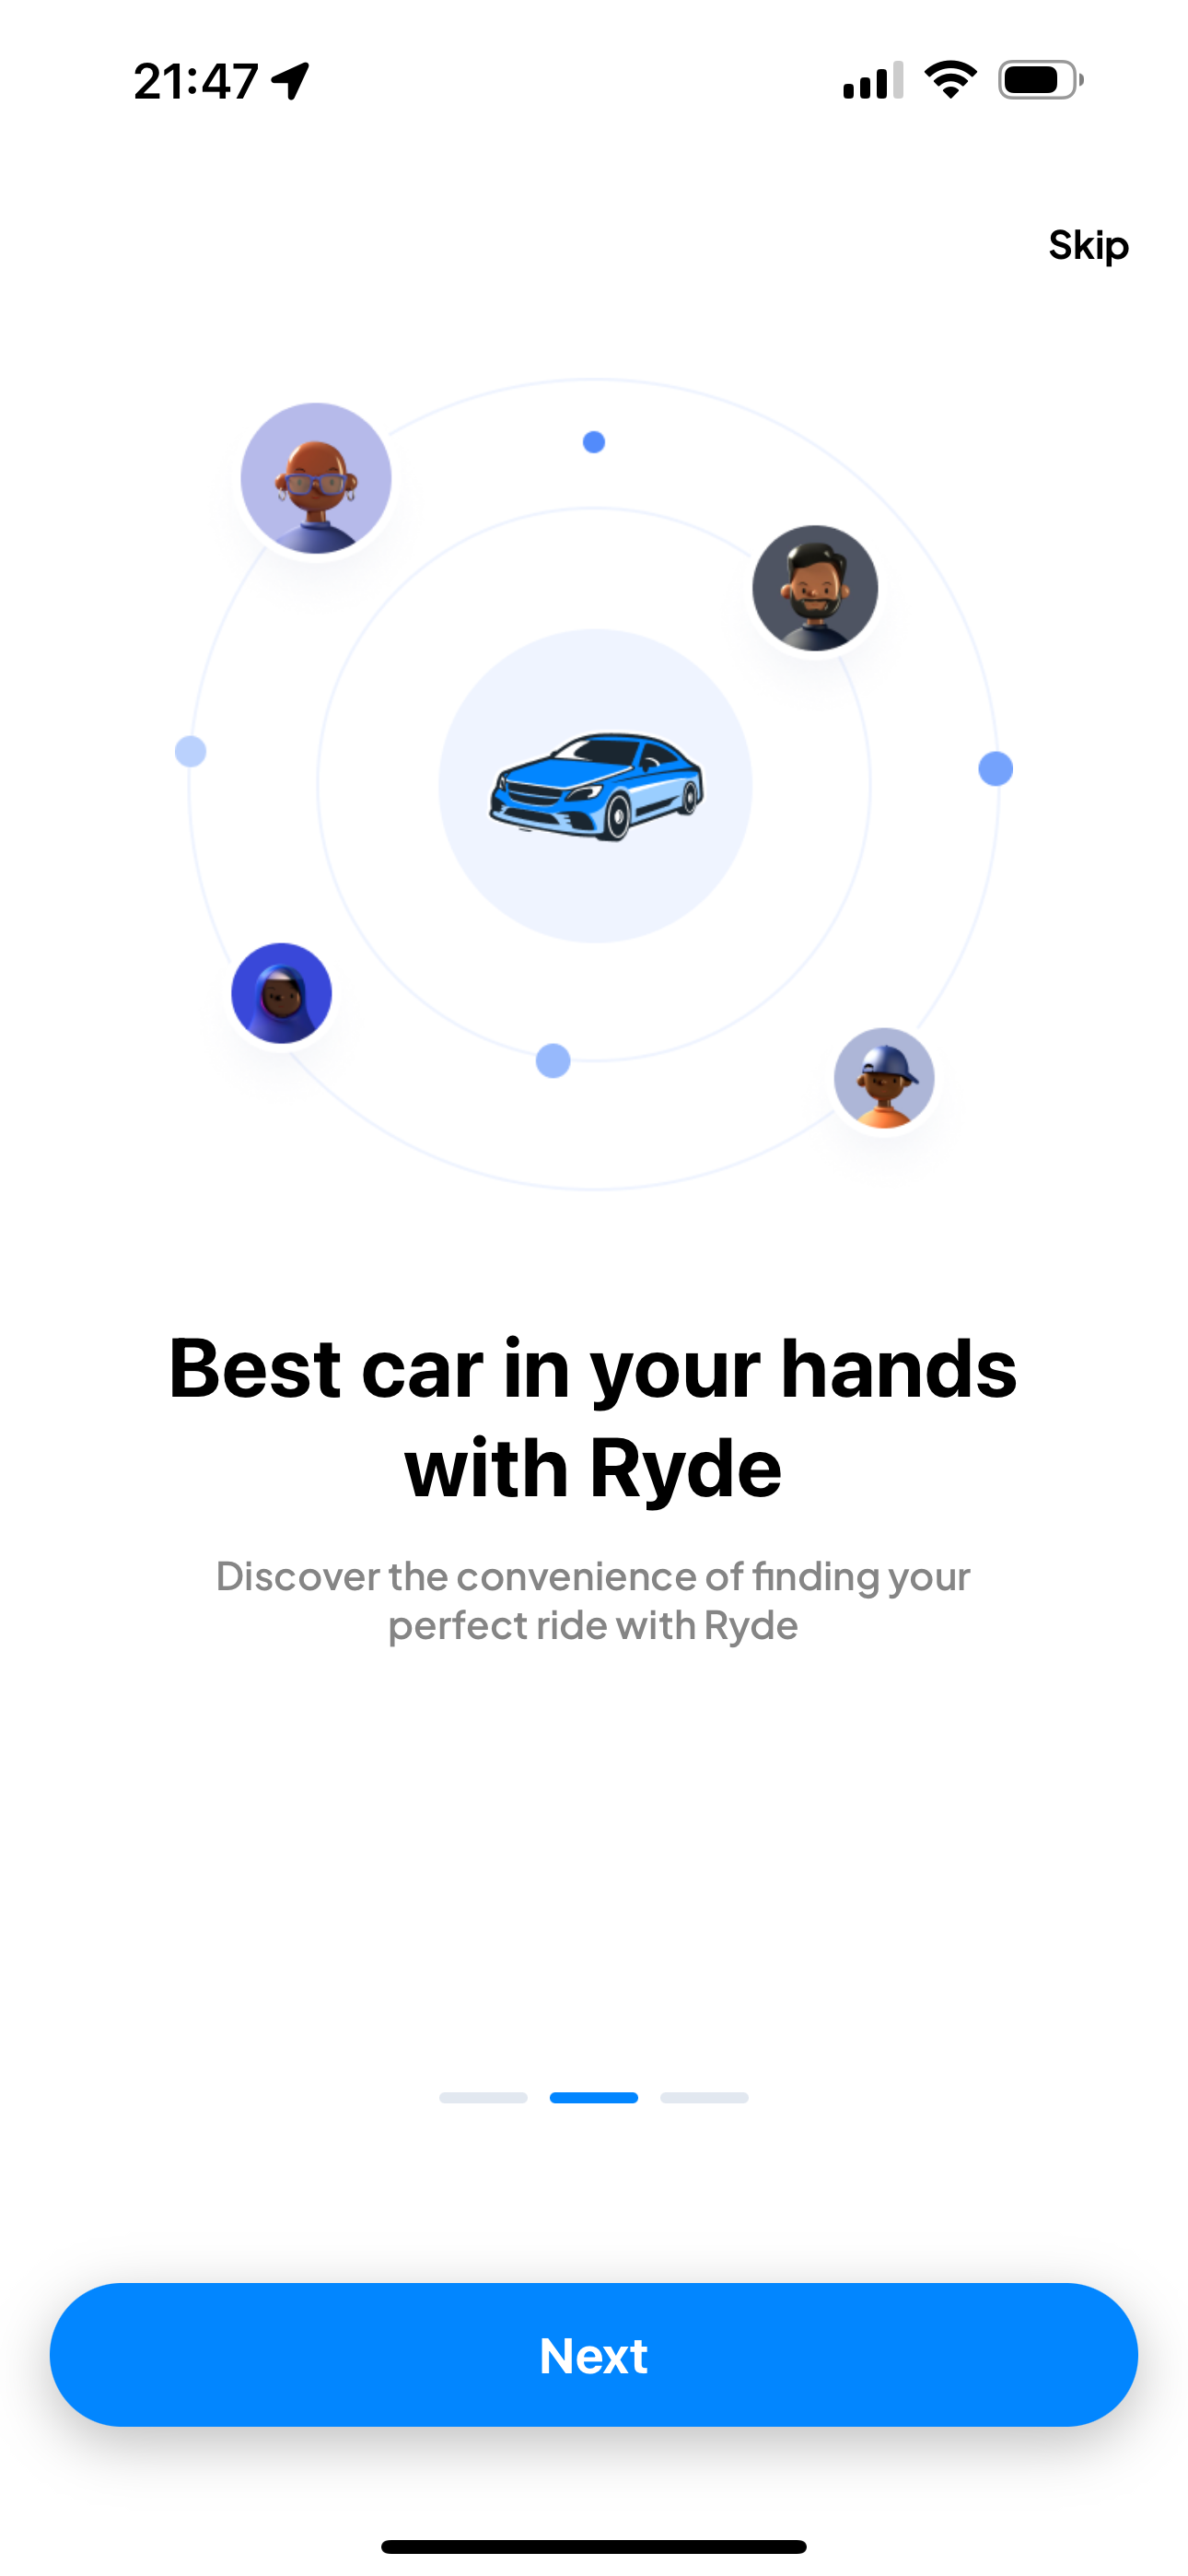 21:47
Skip
Best car in your hands
with Ryde
Discover the convenience of finding your
perfect ride with Ryde
Next